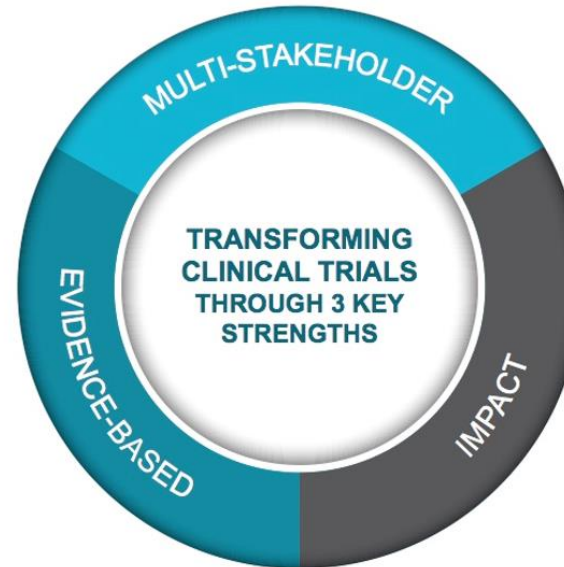 MULTI-STAKEHOLDER
TRANSFORMING
CLINICAL TRIALS
THROUGH 3 KEY
STRENGTHS
EVIDENCE-BASED
IMPACT